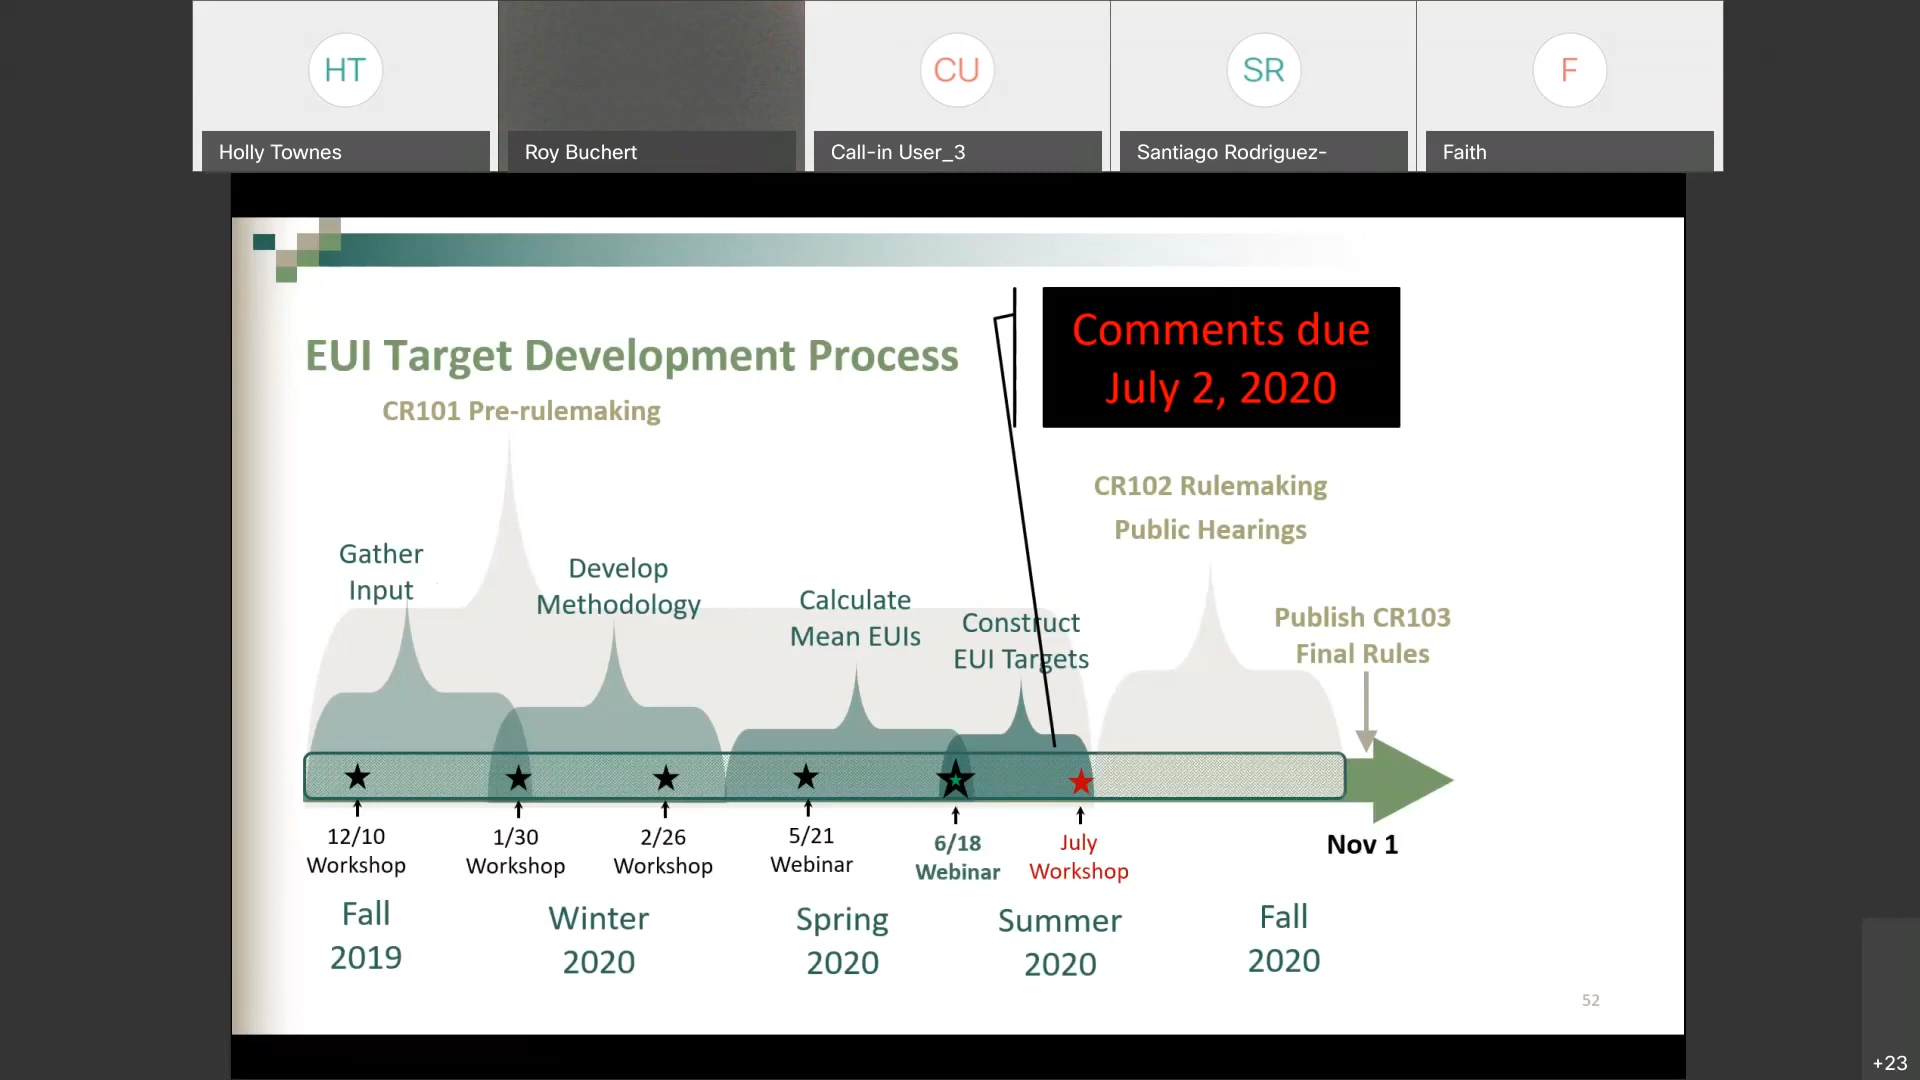 HT
CU
SR
F
Holly Townes
Roy Buchert
Call-in User_3
Santiago Rodriguez-
Faith
Comments due
July 2, 2020
EUI Target Development Process
CR101 Pre-rulemaking
CR102 Rulemaking
Public Hearings
Gather
Input
Develop
Methodology
Calculate
Mean EUIs
Construct
EUI Targets
Publish CR103
Final Rules
12/10
Workshop
1/30
Workshop
2/26
Workshop
5/21
Webinar
6/18
Webinar
July
Workshop
Nov 1
Fall
2019
Winter
2020
Spring
2020
Summer
2020
Fall
2020
52
+23